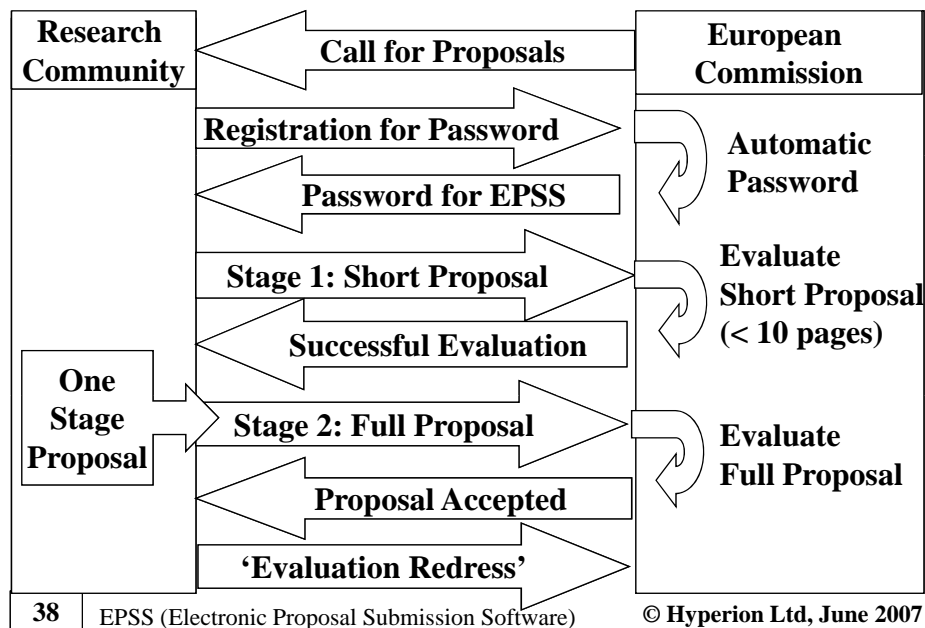 Research
Community
Call for Proposals
European
Commission
Registration for Password
Automatic
Password
Password for EPSS
Stage 1: Short Proposal
Evaluate
Short Proposal
(< 10 pages)
Successful Evaluation
One
Stage
Proposal
Stage 2: Full Proposal
Evaluate
Full Proposal
Proposal Accepted
‘Evaluation Redress’
38
EPSS (Electronic Proposal Submission Software)
© Hyperion Ltd, June 2007